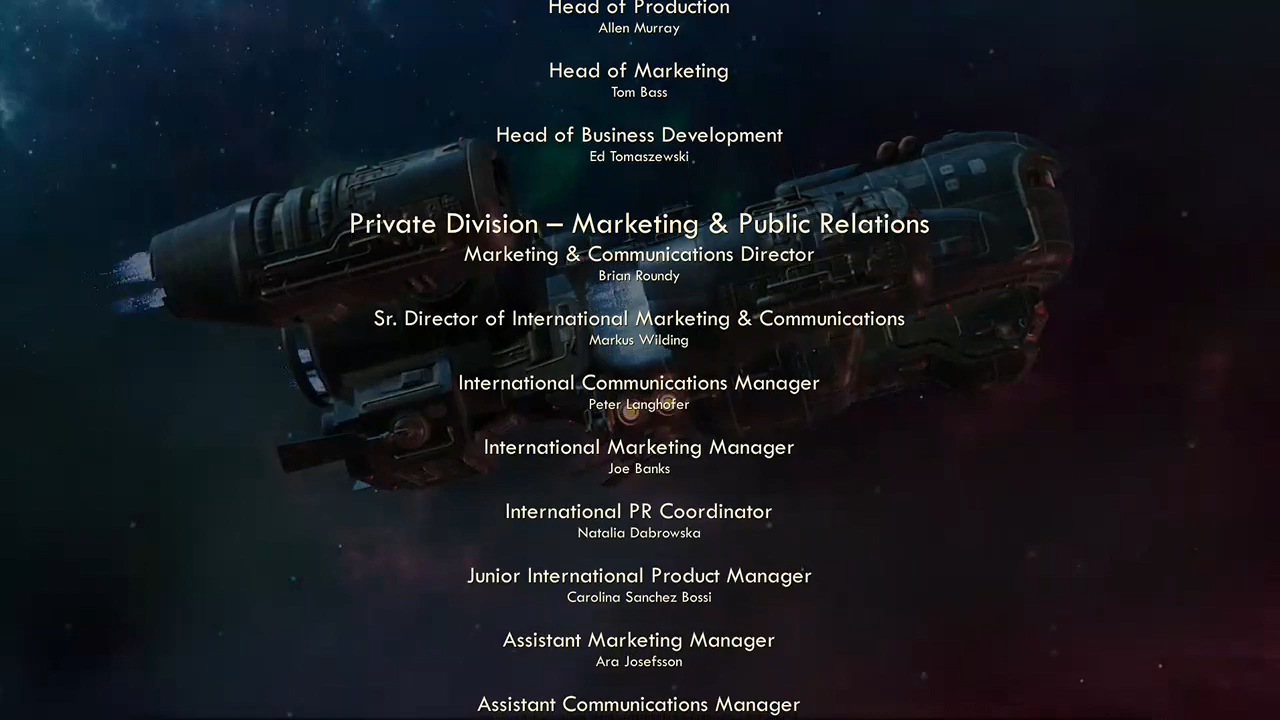 Head of Production
Allen Murray
Head of Marketing
Tom Bass
Head of Business Development
Ed Tomaszewski
Private Division – Marketing & Public Relations
Marketing & Communications Director
Brian Roundy
Sr. Director of International Marketing & Communications
Markus Wilding
International Communications Manager
Peter Langhofer
International Marketing Manager
Joe Banks
International PR Coordinator
Natalia Dabrowska
Junior International Product Manager
Carolina Sanchez Bossi
Assistant Marketing Manager
Ara Josefsson
Assistant Communications Manager